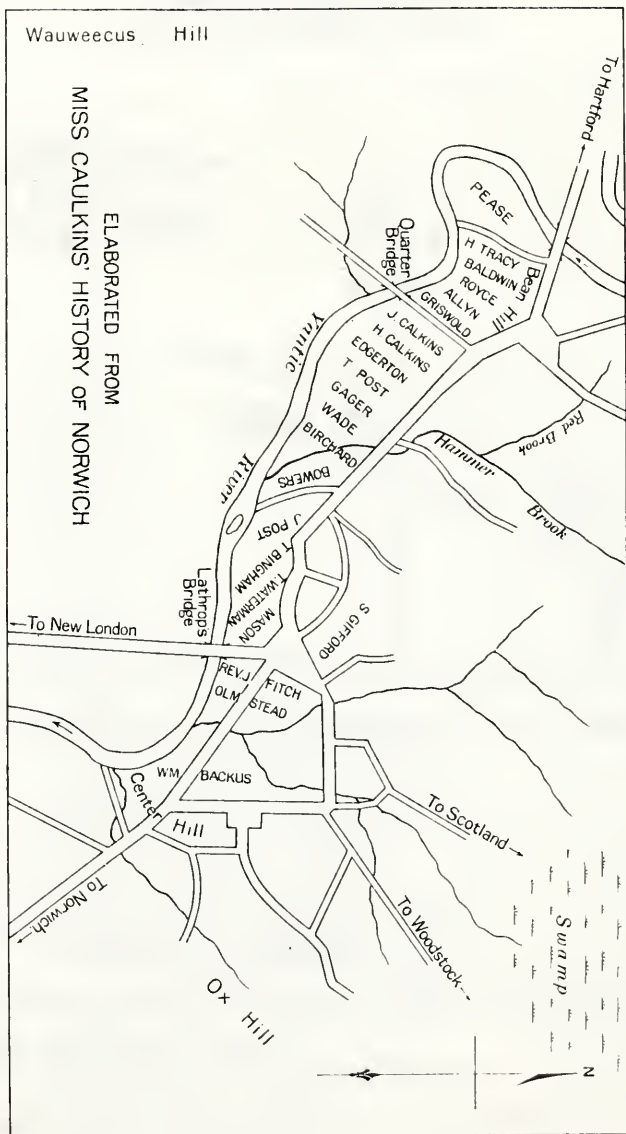 Wauweecus Hill
ELABORATED FROM
MISS CAULKINS' HISTORY OF NORWICH
To Hartford
PEASE
Bean Hill
H TRACY
BALDWIN
ROYCE
ALLYN
GRISWOLD
Quarter
Bridge
J. CALKINS
H CALKINS
EDGERTON
T POST
GAGER
WADE
BIRCHARD
Yantic River
Red Brook
Hammer Brook
BOWERS
J POST
T BINGHAM
T. WATERMAN
MASON
S GIFFORD
Lathrop's
Bridge
To New London
REV. J. FITCH
OLMSTEAD
WM BACKUS
Center Hill
To Scotland
To Woodstock
To Norwich
Swamp
Ox Hill
N